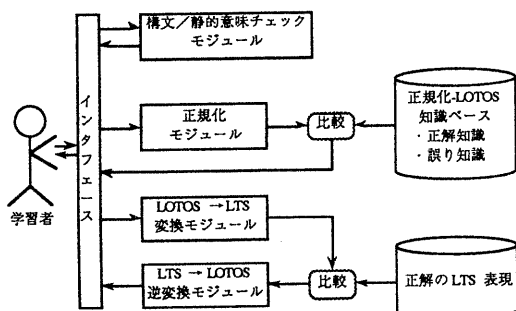 構文／静的意味チェック
モジュール
インタフェース
学習者
正規化
モジュール
比較
正規化-LOTOS
知識ベース
・正解知識
・誤り知識
LOTOS →LTS
変換モジュール
LTS → LOTOS
逆変換モジュール
比較
正解のLTS 表現